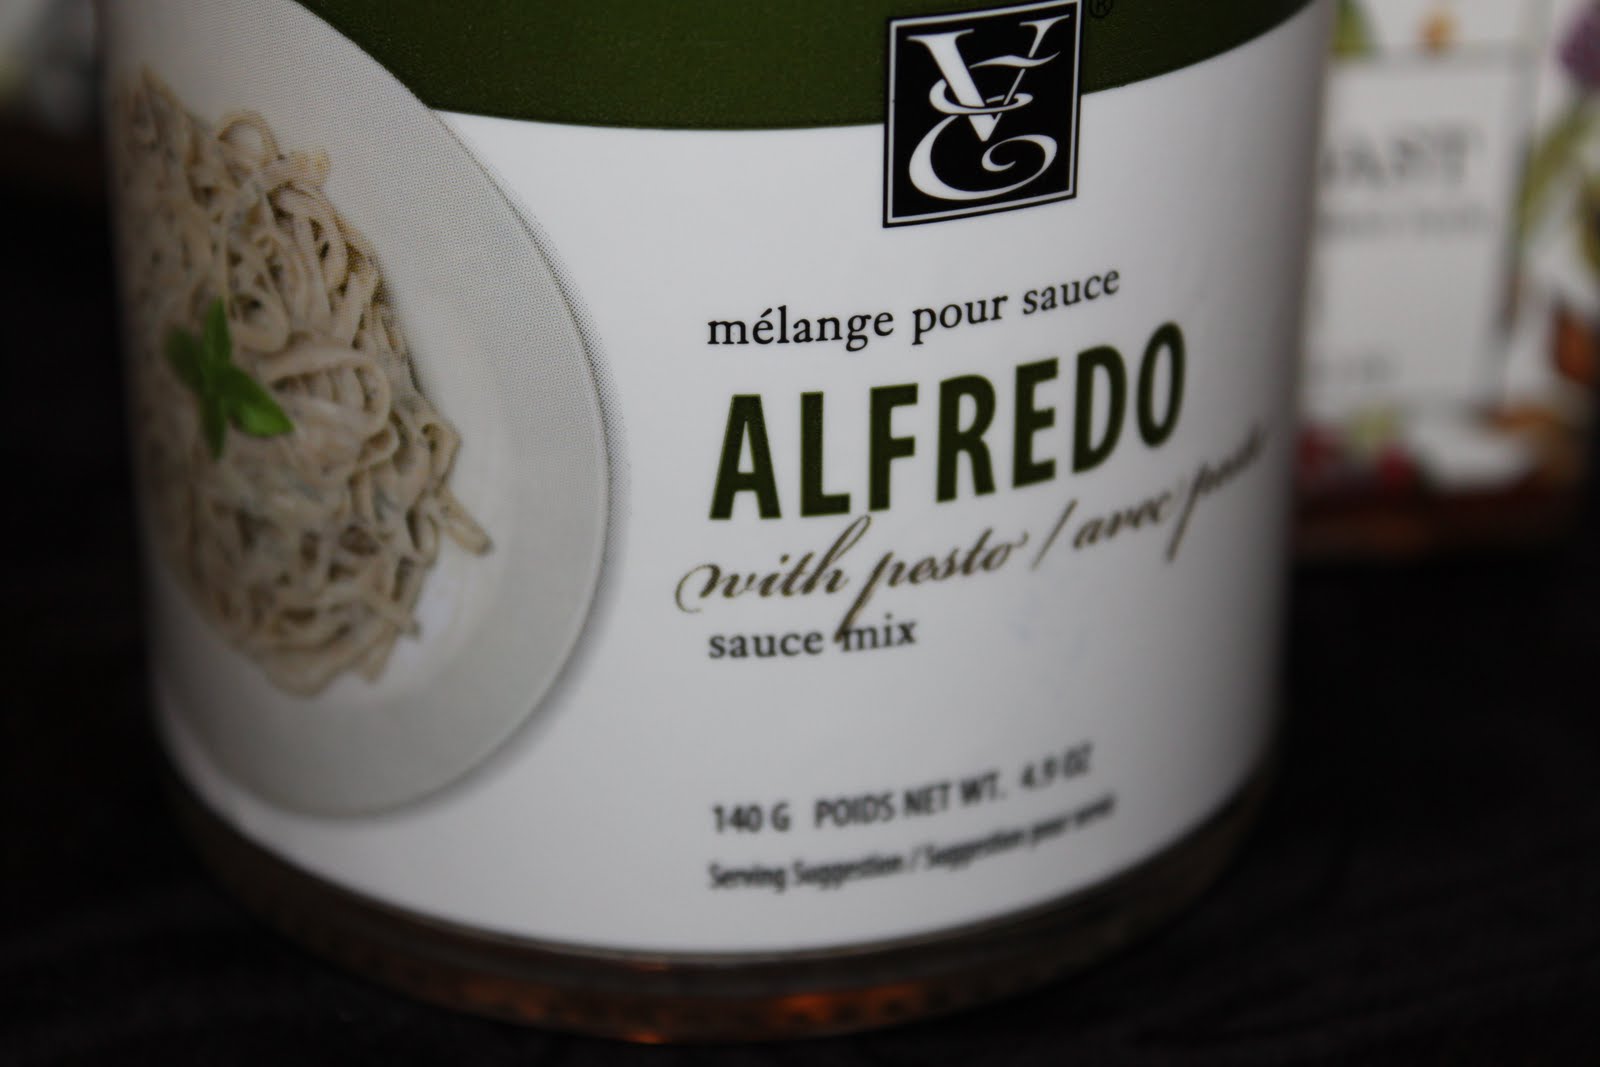 VG
®
mélange pour sauce
ALFREDO
with pesto / avec pesto
sauce mix
140 G POIDS NET WT. 4.9 OZ
Serving Suggestion / Suggestion pour servir